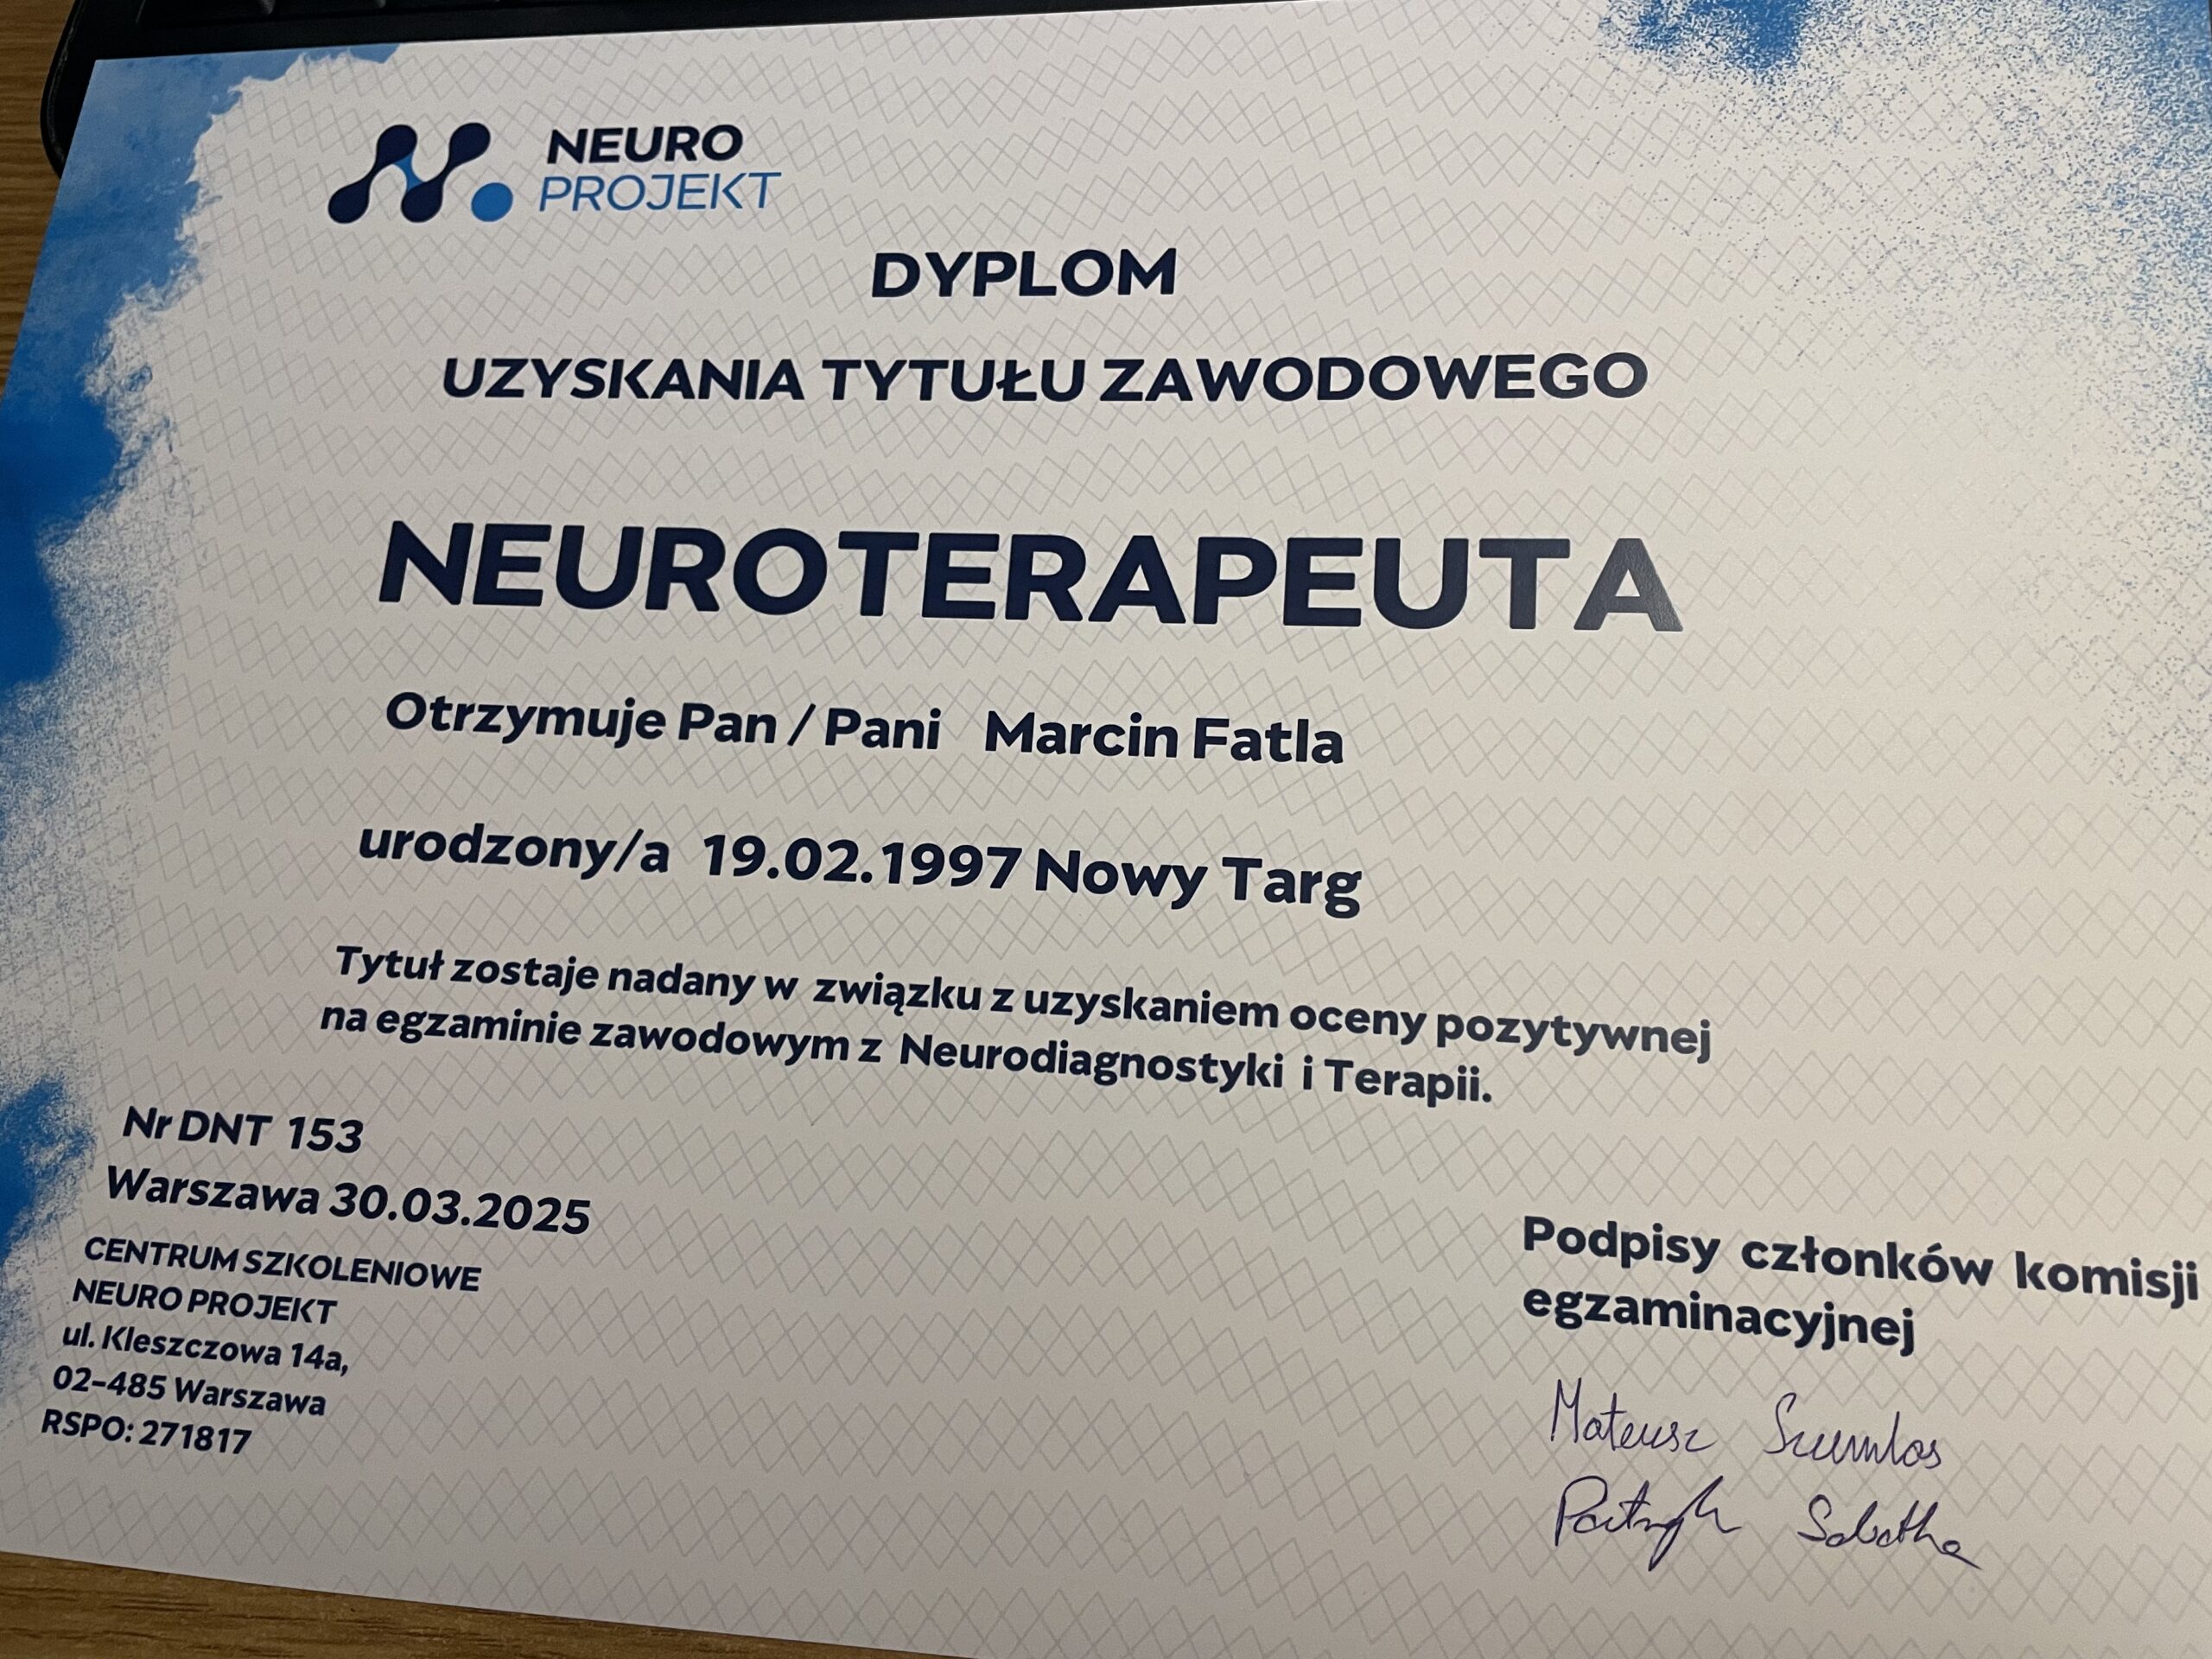 NEURO
PROJEKT
DYPLOM
UZYSKANIA TYTUŁU ZAWODOWEGO
NEUROTERAPEUTA
Otrzymuje Pan / Pani Marcin Fatla
urodzony/a 19.02.1997 Nowy Targ
Tytuł zostaje nadany w związku z uzyskaniem oceny pozytywnej
na egzaminie zawodowym z Neurodiagnostyki i Terapii.
Nr DNT 153
Warszawa 30.03.2025
CENTRUM SZKOLENIOWE
NEURO PROJEKT
ul. Kleszczowa 14a,
02-485 Warszawa
RSPO: 271817
Podpisy członków komisji
egzaminacyjnej
Mateusz